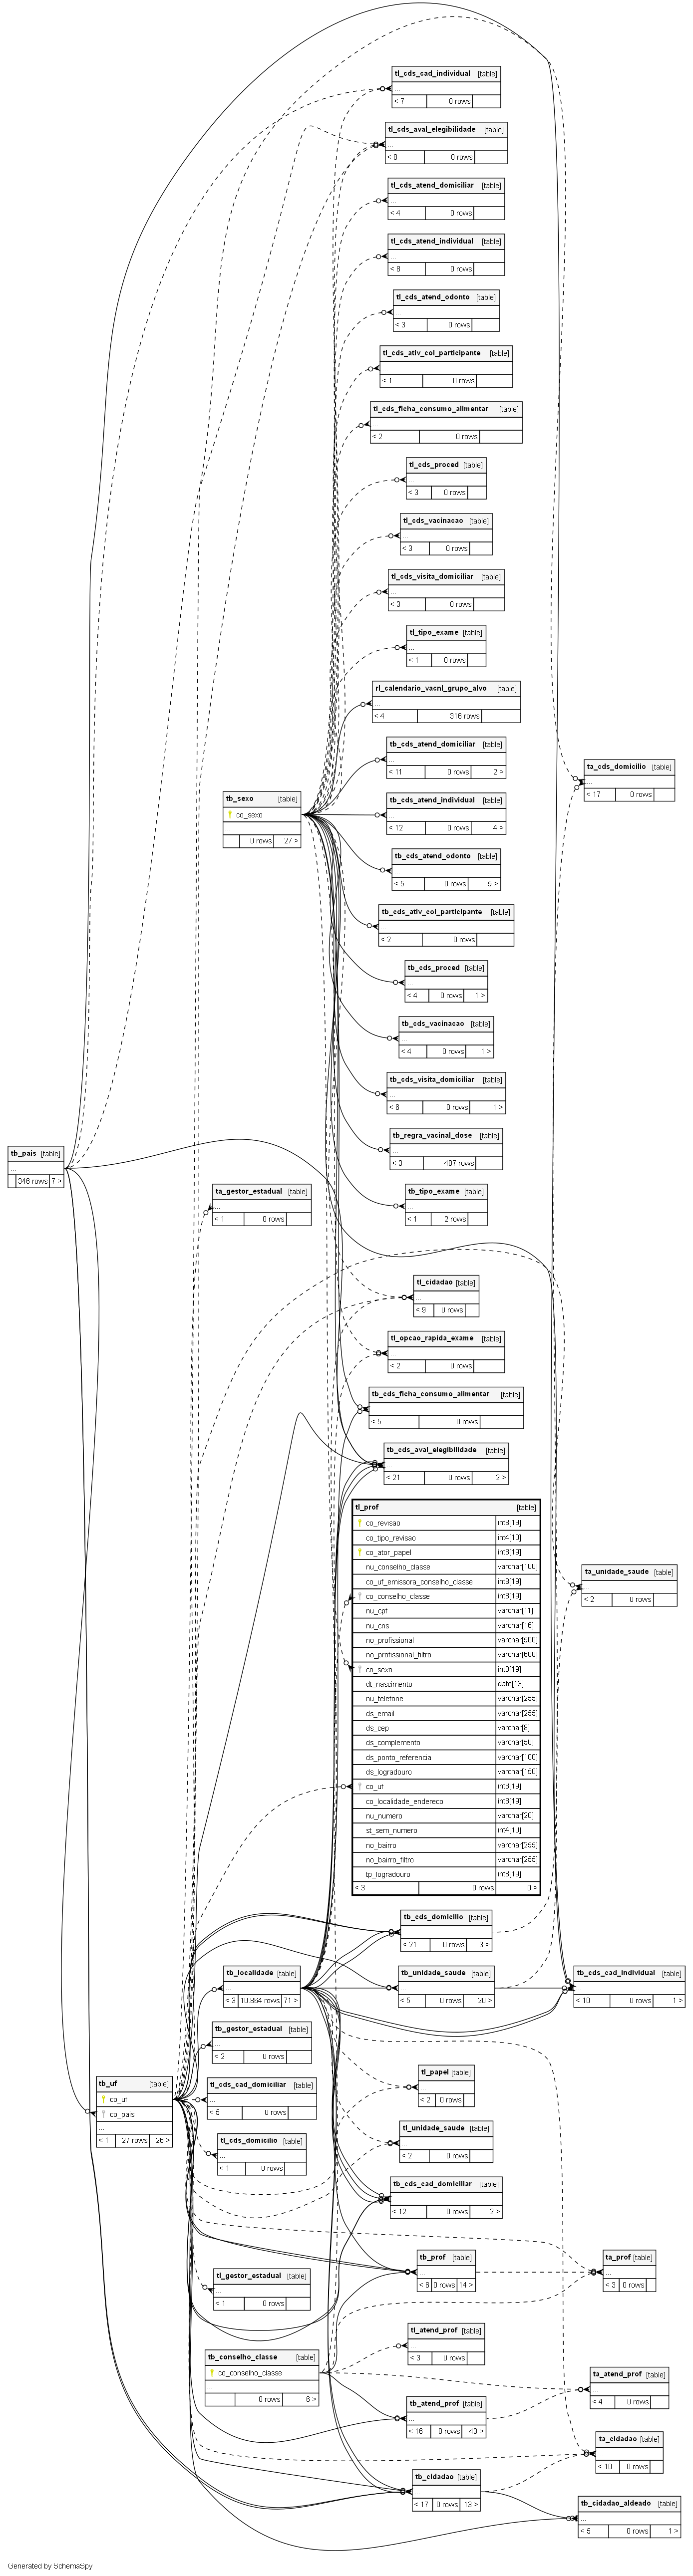 tl_cds_cad_individual [table]
...
< 7 0 rows
tl_cds_aval_elegibilidade [table]
...
< 8 0 rows
tl_cds_atend_domiciliar [table]
...
< 4 0 rows
tl_cds_atend_individual [table]
...
< 8 0 rows
tl_cds_atend_odonto [table]
...
< 3 0 rows
tl_cds_ativ_col_participante [table]
...
< 1 0 rows
tl_cds_ficha_consumo_alimentar [table]
...
< 2 0 rows
tl_cds_proced [table]
...
< 3 0 rows
tl_cds_vacinacao [table]
...
< 3 0 rows
tl_cds_visita_domiciliar [table]
...
< 3 0 rows
tl_tipo_exame [table]
...
< 1 0 rows
rl_calendario_vacnl_grupo_alvo [table]
...
< 4 316 rows
tb_cds_atend_domiciliar [table]
...
< 11 0 rows 2 >
ta_cds_domicilio [table]
...
< 17 0 rows
tb_sexo [table]
co_sexo
...
0 rows 27 >
tb_cds_atend_individual [table]
...
< 12 0 rows 4 >
tb_cds_atend_odonto [table]
...
< 5 0 rows 5 >
tb_cds_ativ_col_participante [table]
...
< 2 0 rows
tb_cds_proced [table]
...
< 4 0 rows 1 >
tb_cds_vacinacao [table]
...
< 4 0 rows 1 >
tb_cds_visita_domiciliar [table]
...
< 6 0 rows 1 >
tb_regra_vacinal_dose [table]
...
< 3 487 rows
tb_pais [table]
...
346 rows 7 >
tb_tipo_exame [table]
...
< 1 2 rows
ta_gestor_estadual [table]
...
< 1 0 rows
tl_cidadao [table]
...
< 9 0 rows
tl_opcao_rapida_exame [table]
...
< 2 0 rows
tb_cds_ficha_consumo_alimentar [table]
...
< 5 0 rows
tb_cds_aval_elegibilidade [table]
...
< 21 0 rows 2 >
tl_prof [table]
co_revisao int8[19]
co_tipo_revisao int4[10]
co_ator_papel int8[19]
nu_conselho_classe varchar[100]
co_uf_emissora_conselho_classe int8[19]
co_conselho_classe int8[19]
nu_cpf varchar[11]
nu_cns varchar[16]
no_profissional varchar[500]
no_profissional_filtro varchar[600]
co_sexo int8[19]
dt_nascimento date[13]
nu_telefone varchar[255]
ds_email varchar[255]
ds_cep varchar[8]
ds_complemento varchar[50]
ds_ponto_referencia varchar[100]
ds_logradouro varchar[150]
co_uf int8[19]
co_localidade_endereco int8[19]
nu_numero varchar[20]
st_sem_numero int4[10]
no_bairro varchar[255]
no_bairro_filtro varchar[255]
tp_logradouro int8[19]
< 3 0 rows 0 >
ta_unidade_saude [table]
...
< 2 0 rows
tb_cds_domicilio [table]
...
< 21 0 rows 3 >
tb_localidade [table]
...
< 3 10.864 rows 71 >
tb_unidade_saude [table]
...
< 5 0 rows 20 >
tb_cds_cad_individual [table]
...
< 10 0 rows 1 >
tb_gestor_estadual [table]
...
< 2 0 rows
tb_uf [table]
co_uf
co_pais
...
< 1 27 rows 26 >
tl_cds_cad_domiciliar [table]
...
< 5 0 rows
tl_papel [table]
...
< 2 0 rows
tl_cds_domicilio [table]
...
< 1 0 rows
tl_unidade_saude [table]
...
< 2 0 rows
tb_cds_cad_domiciliar [table]
...
< 12 0 rows 2 >
tb_prof [table]
...
< 6 0 rows 14 >
ta_prof [table]
...
< 3 0 rows
tl_gestor_estadual [table]
...
< 1 0 rows
tl_atend_prof [table]
...
< 3 0 rows
tb_conselho_classe [table]
co_conselho_classe
...
0 rows 6 >
ta_atend_prof [table]
...
< 4 0 rows
tb_atend_prof [table]
...
< 16 0 rows 43 >
ta_cidadao [table]
...
< 10 0 rows
tb_cidadao [table]
...
< 17 0 rows 13 >
tb_cidadao_aldeado [table]
...
< 5 0 rows 1 >
Generated by SchemaSpy